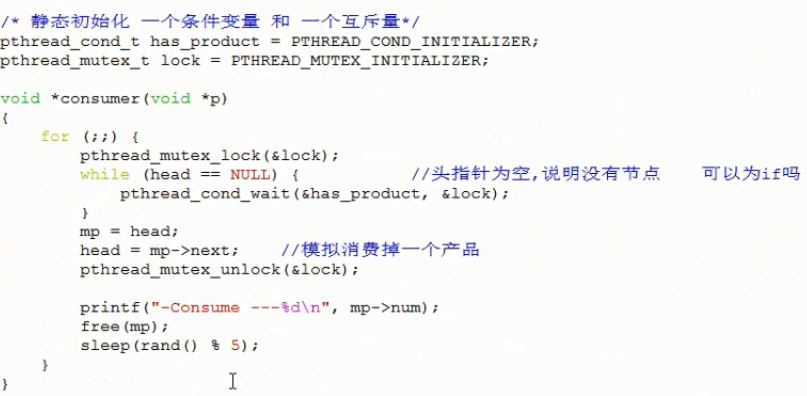 /* 静态初始化 一个条件变量 和 一个互斥量*/
pthread_cond_t has_product = PTHREAD_COND_INITIALIZER;
pthread_mutex_t lock = PTHREAD_MUTEX_INITIALIZER;

void *consumer(void *p)
{
    for (;;) {
        pthread_mutex_lock(&lock);
        while (head == NULL) {           //头指针为空,说明没有节点    可以为if吗
            pthread_cond_wait(&has_product, &lock);
        }
        mp = head;
        head = mp->next;    //模拟消费掉一个产品
        pthread_mutex_unlock(&lock);

        printf("-Consume ---%d\n", mp->num);
        free(mp);
        sleep(rand() % 5);
    }
}